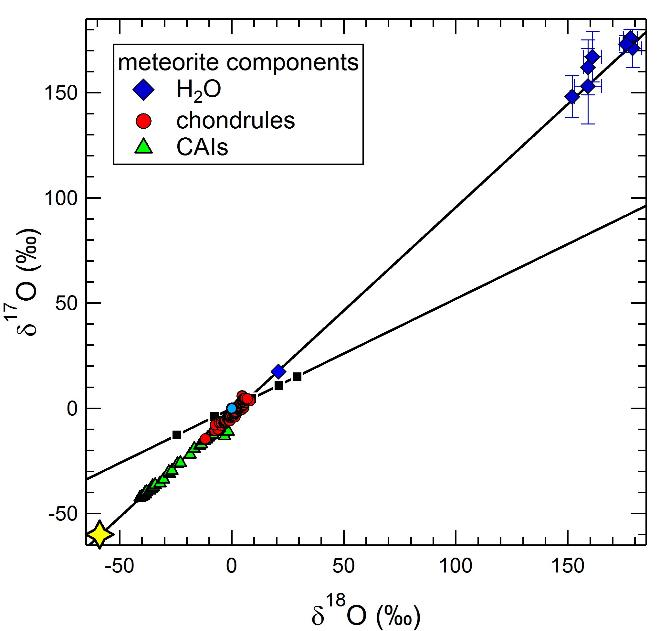 meteorite components
H₂O
chondrules
CAIs
150
100
50
0
-50
δ¹⁷O (‰)
-50 0 50 100 150
δ¹⁸O (‰)